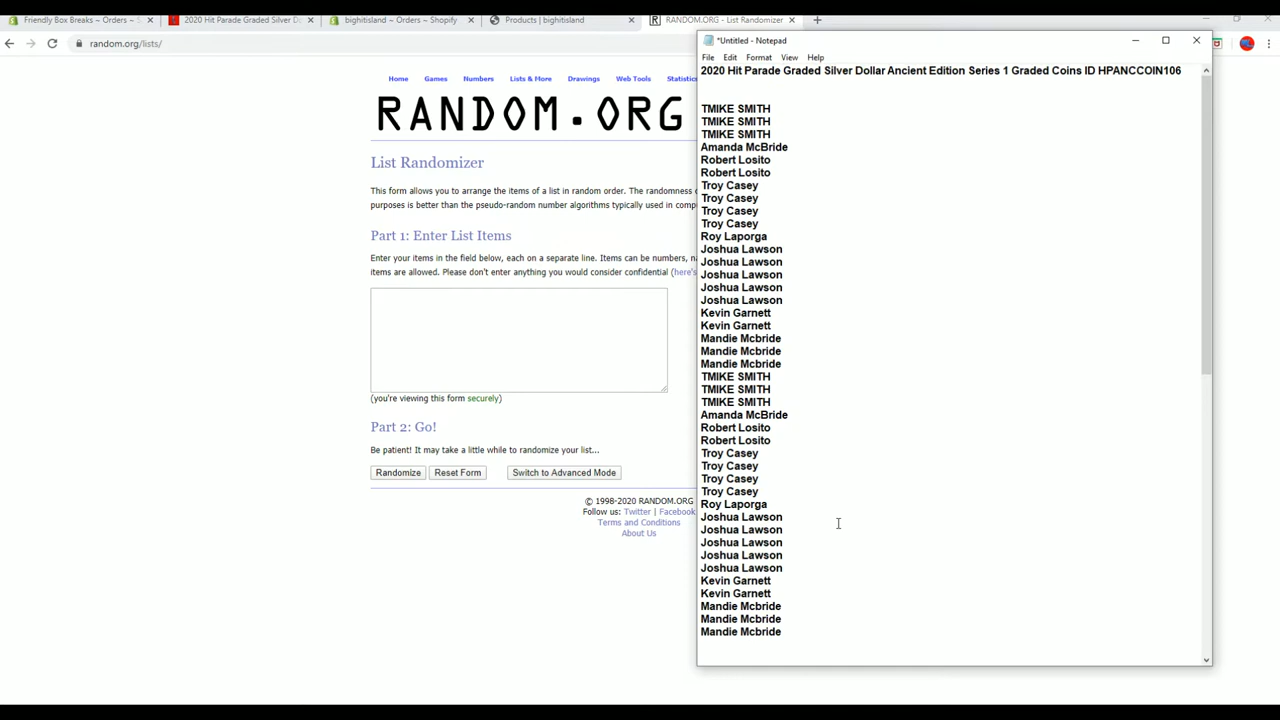 Friendly Box Breaks ~ Orders ~ S
2020 Hit Parade Graded Silver D
bighitisland ~ Orders ~ Shopify
Products | bighitisland
RANDOM.ORG - List Randomizer
random.org/lists/
*Untitled - Notepad
File Edit Format View Help
2020 Hit Parade Graded Silver Dollar Ancient Edition Series 1 Graded Coins ID HPANCCOIN106
Home Games Numbers Lists & More Drawings Web Tools Statistics
RANDOM.ORG
List Randomizer
This form allows you to arrange the items of a list in random order. The randomness
purposes is better than the pseudo-random number algorithms typically used in comp
Part 1: Enter List Items
Enter your items in the field below, each on a separate line. Items can be numbers, na
items are allowed. Please don't enter anything you would consider confidential (here's
(you're viewing this form securely)
Part 2: Go!
Be patient! It may take a little while to randomize your list...
Randomize Reset Form Switch to Advanced Mode
© 1998-2020 RANDOM.ORG
Follow us: Twitter | Facebook
Terms and Conditions
About Us
TMIKE SMITH
TMIKE SMITH
TMIKE SMITH
Amanda McBride
Robert Losito
Robert Losito
Troy Casey
Troy Casey
Troy Casey
Troy Casey
Roy Laporga
Joshua Lawson
Joshua Lawson
Joshua Lawson
Joshua Lawson
Joshua Lawson
Kevin Garnett
Kevin Garnett
Mandie Mcbride
Mandie Mcbride
Mandie Mcbride
TMIKE SMITH
TMIKE SMITH
TMIKE SMITH
Amanda McBride
Robert Losito
Robert Losito
Troy Casey
Troy Casey
Troy Casey
Troy Casey
Roy Laporga
Joshua Lawson
Joshua Lawson
Joshua Lawson
Joshua Lawson
Joshua Lawson
Kevin Garnett
Kevin Garnett
Mandie Mcbride
Mandie Mcbride
Mandie Mcbride